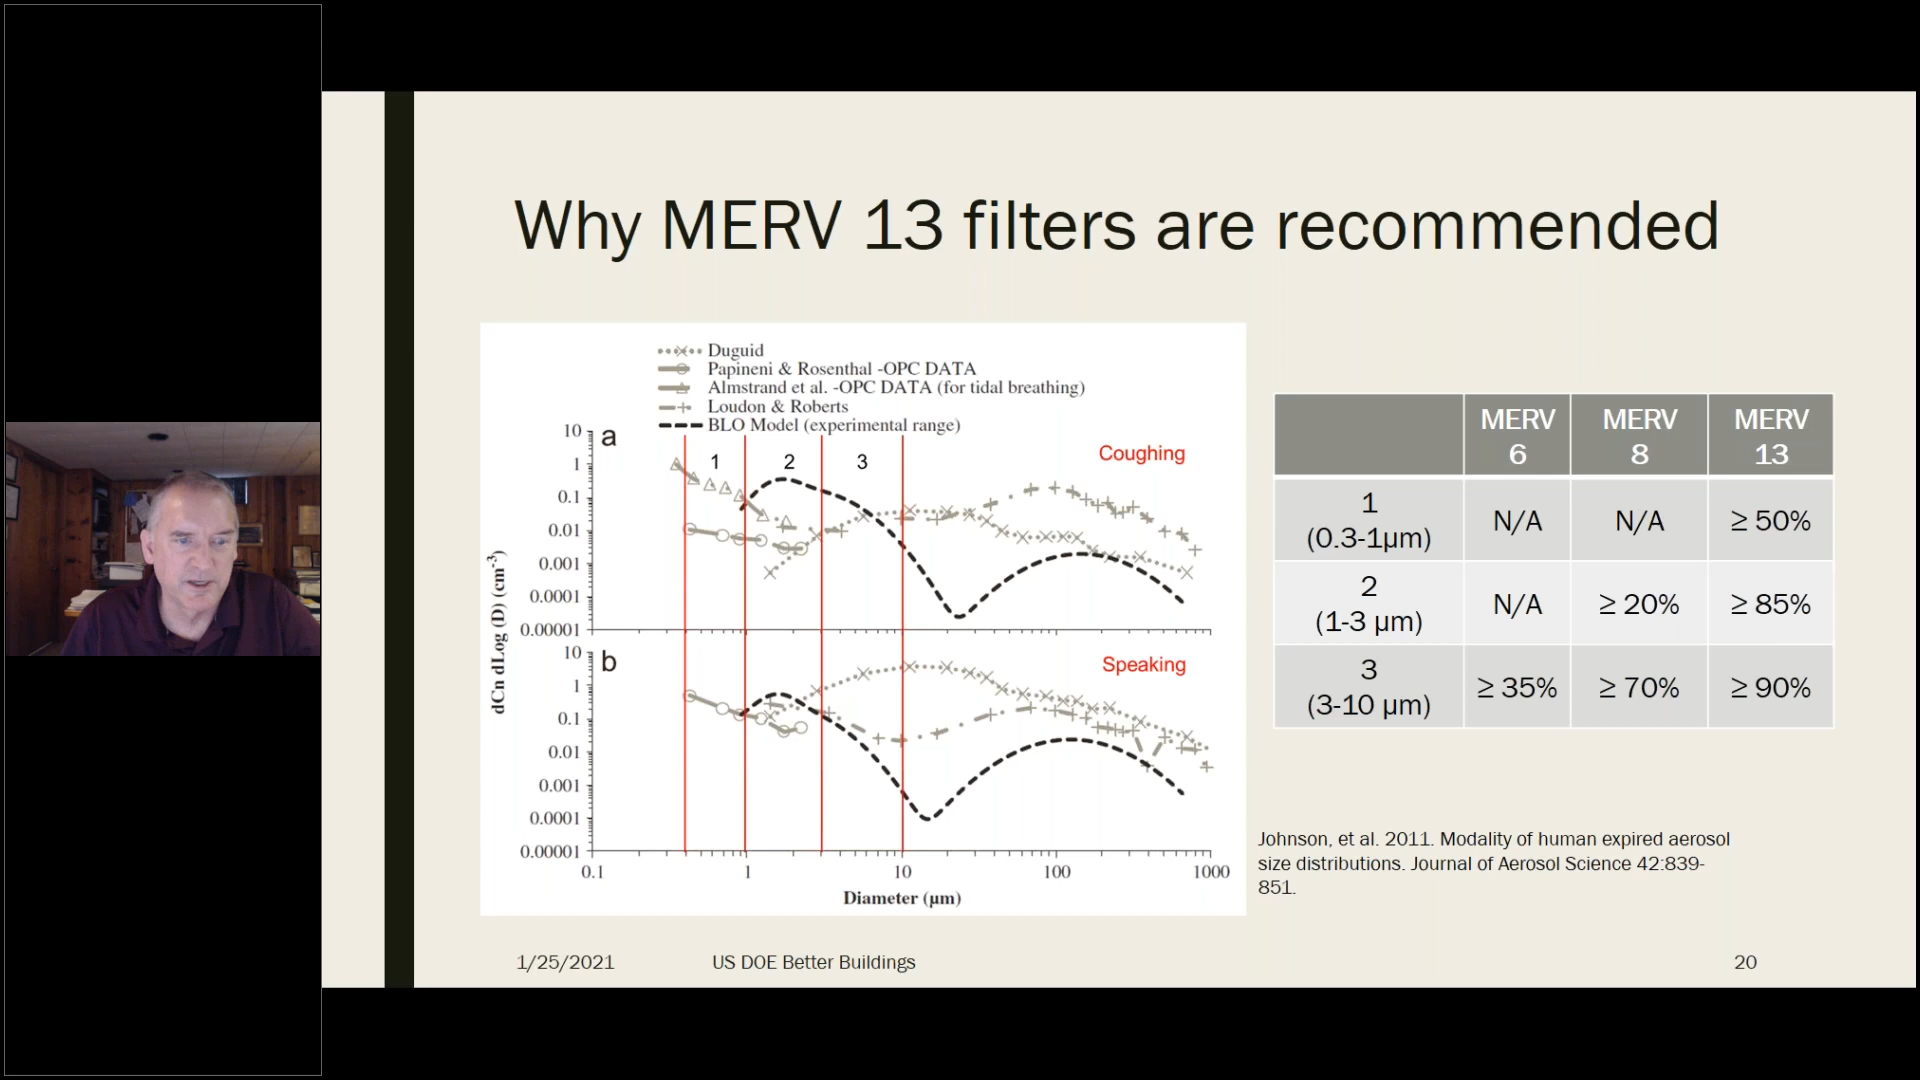 Why MERV 13 filters are recommended
Duguid
Papineni & Rosenthal -OPC DATA
Almstrand et al. -OPC DATA (for tidal breathing)
Loudon & Roberts
BLO Model (experimental range)
a
1 2 3
Coughing
10
1
0.1
0.01
0.001
0.0001
0.00001
dCn dLog (D) (cm-3)
b
Speaking
10
1
0.1
0.01
0.001
0.0001
0.00001
0.1 1 10 100 1000
Diameter (µm)
MERV 6 MERV 8 MERV 13
1 (0.3-1µm) N/A N/A ≥ 50%
2 (1-3 µm) N/A ≥ 20% ≥ 85%
3 (3-10 µm) ≥ 35% ≥ 70% ≥ 90%
Johnson, et al. 2011. Modality of human expired aerosol
size distributions. Journal of Aerosol Science 42:839-
851.
1/25/2021 US DOE Better Buildings 20